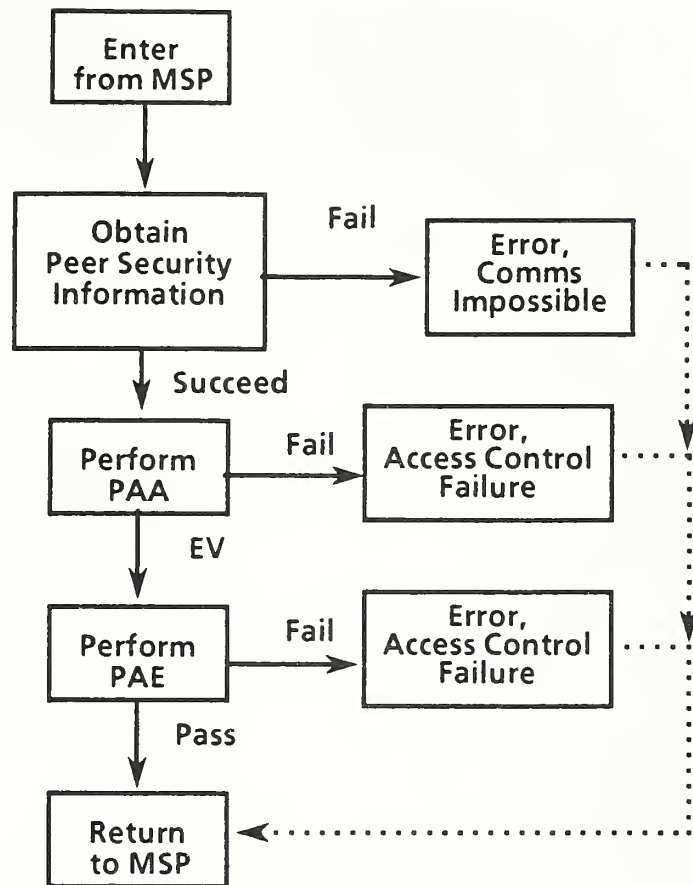 Enter
from MSP
Obtain
Peer Security
Information
Fail
Error,
Comms
Impossible
Succeed
Perform
PAA
Fail
Error,
Access Control
Failure
EV
Perform
PAE
Fail
Error,
Access Control
Failure
Pass
Return
to MSP